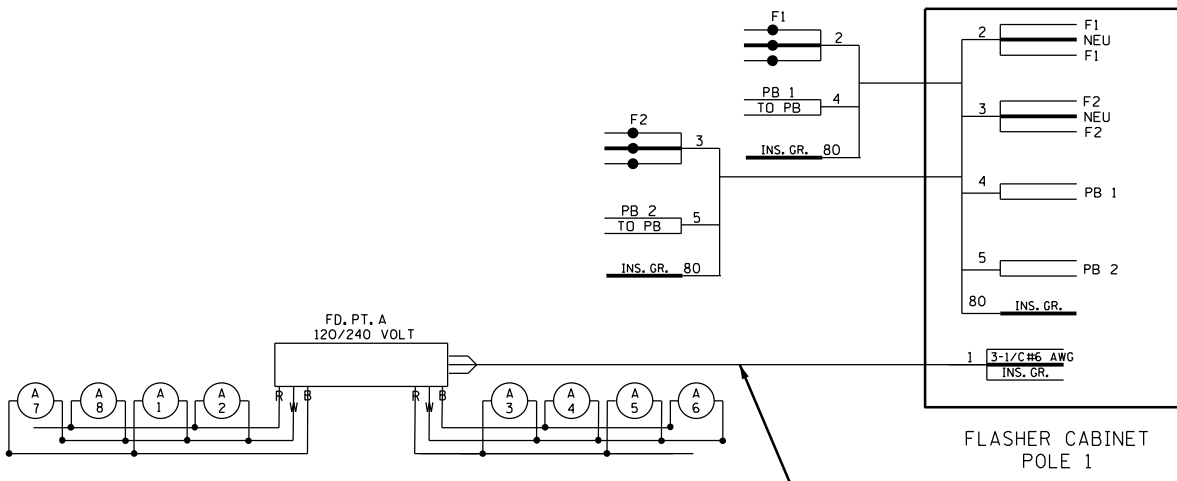 F1
2
PB 1
TO PB
4
INS. GR. 80
F2
3
PB 2
TO PB
5
INS. GR. 80
2
F1
NEU
F1
3
F2
NEU
F2
4
PB 1
5
PB 2
80 INS. GR.
1 3-1/C#6 AWG
INS. GR.
FLASHER CABINET
POLE 1
FD. PT. A
120/240 VOLT
R W B
R W B
A 7
A 8
A 1
A 2
A 3
A 4
A 5
A 6